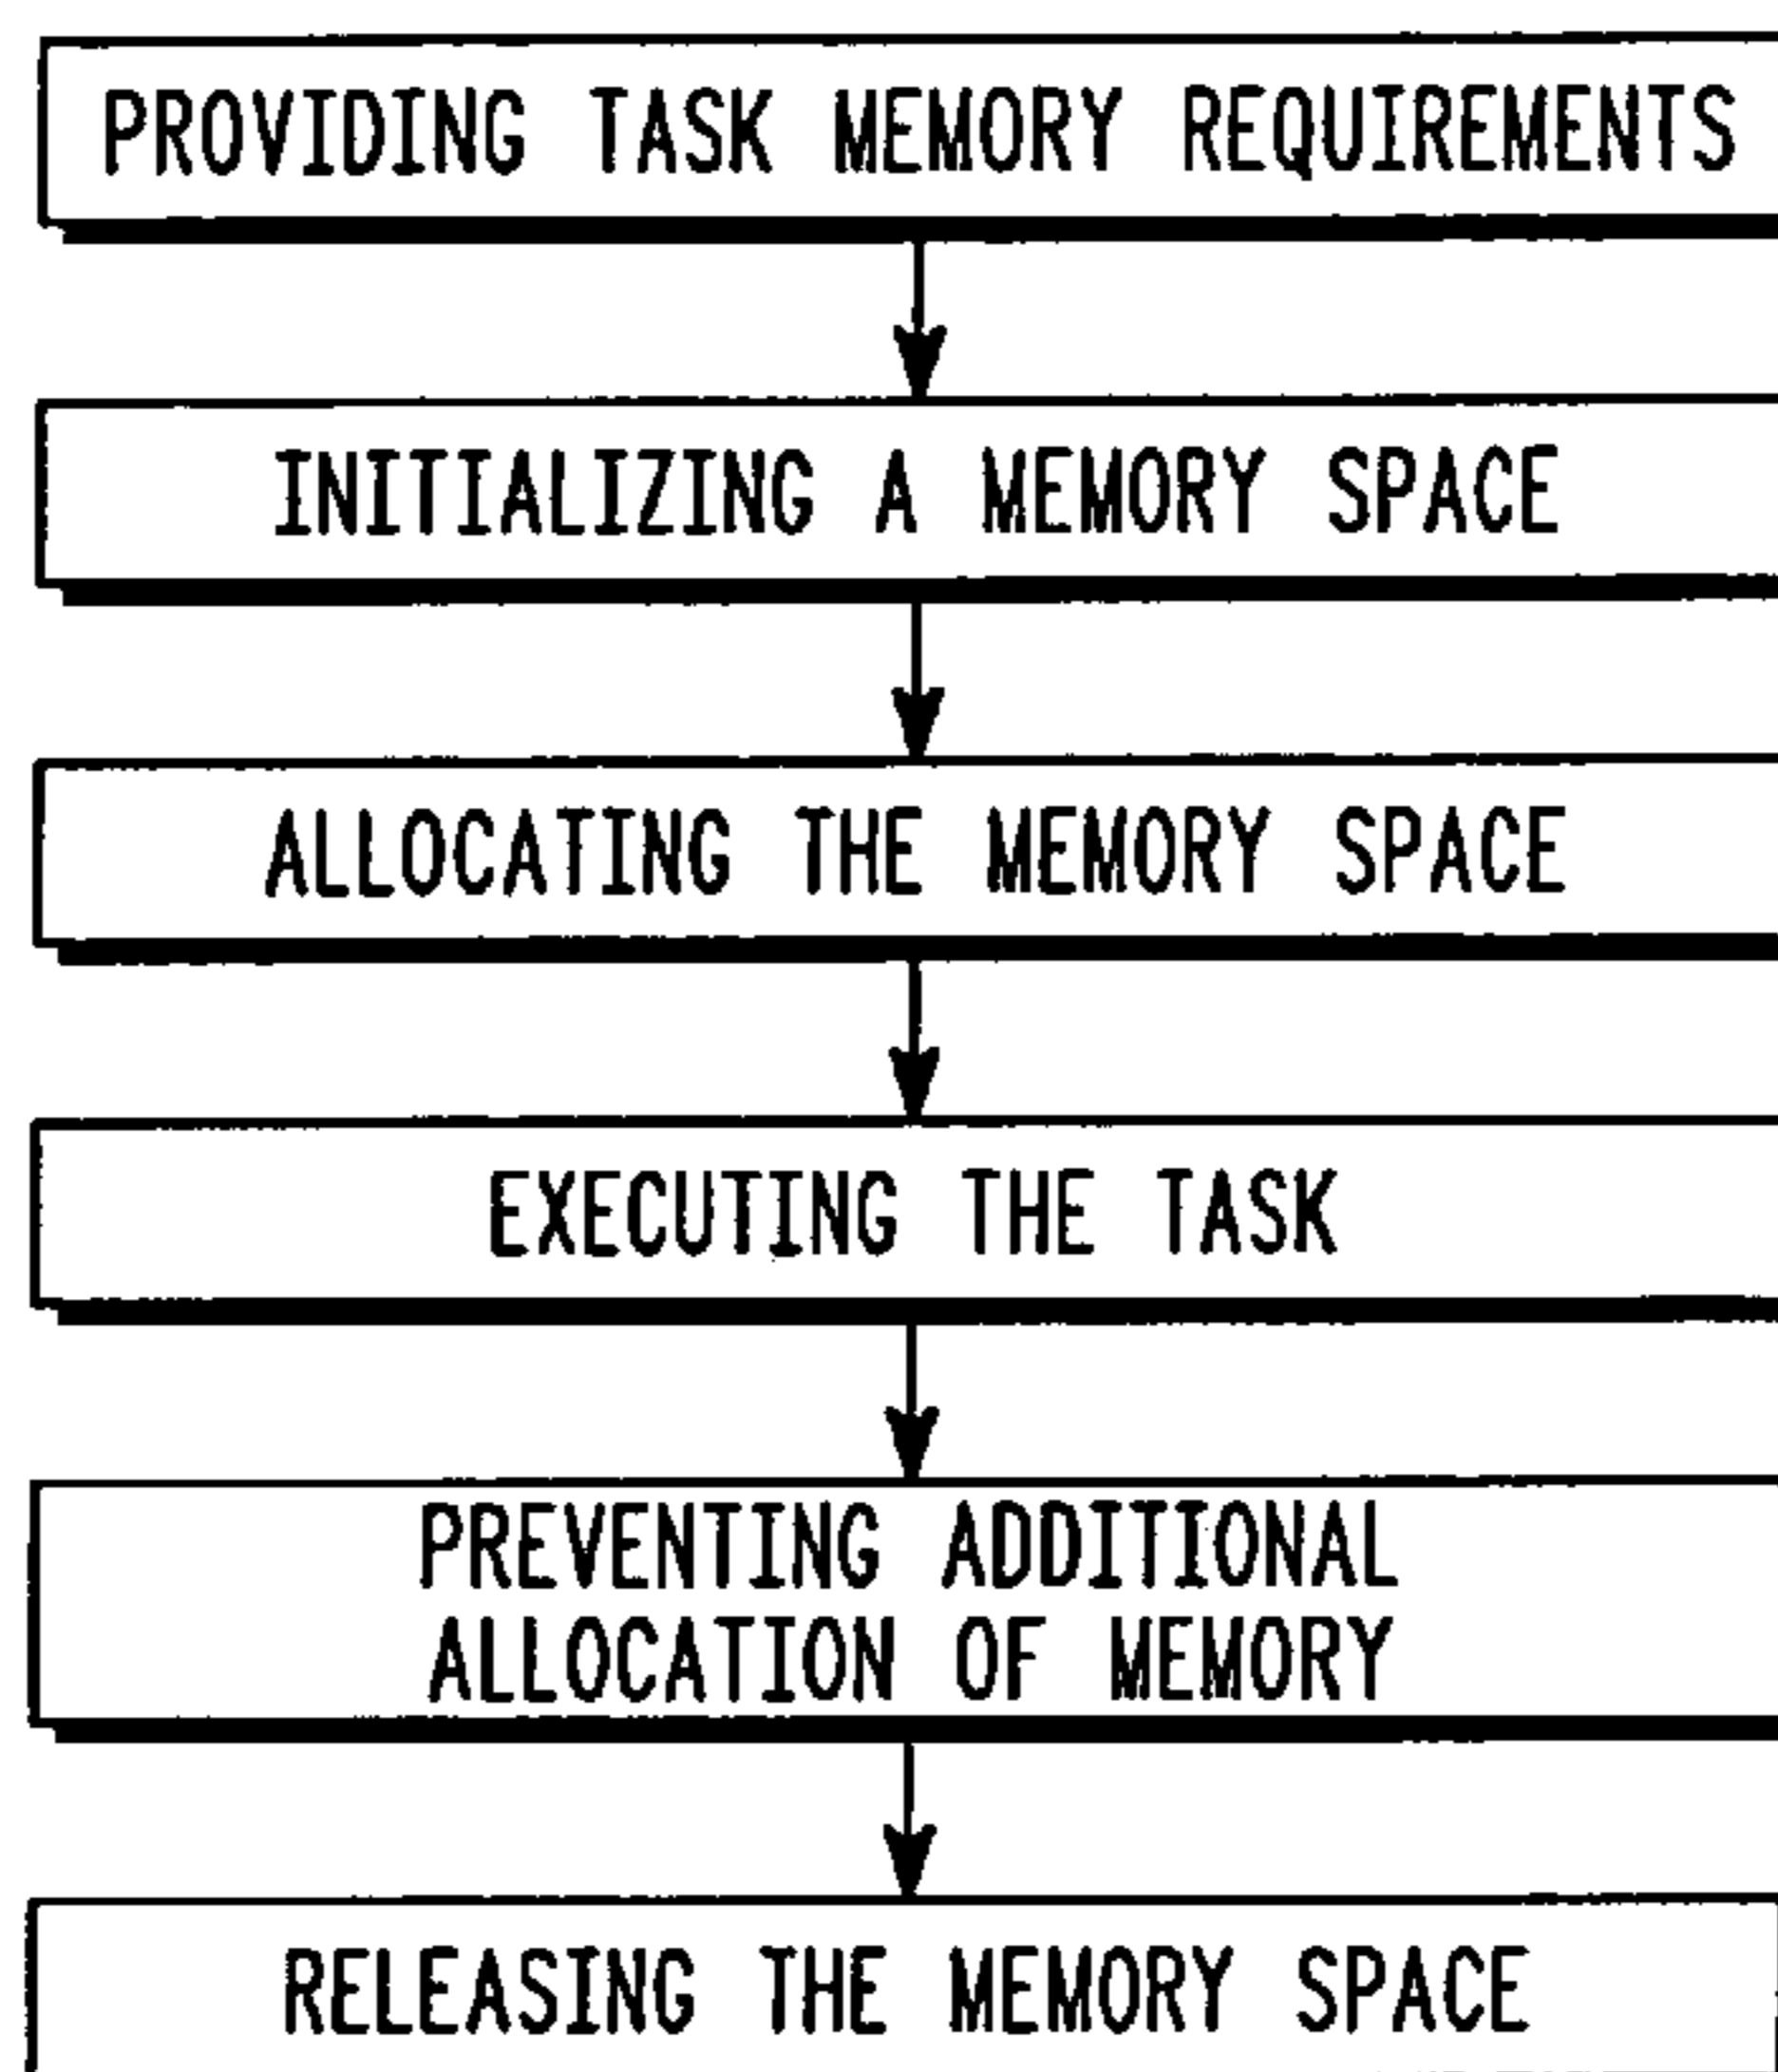 PROVIDING TASK MEMORY REQUIREMENTS
INITIALIZING A MEMORY SPACE
ALLOCATING THE MEMORY SPACE
EXECUTING THE TASK
PREVENTING ADDITIONAL
ALLOCATION OF MEMORY
RELEASING THE MEMORY SPACE